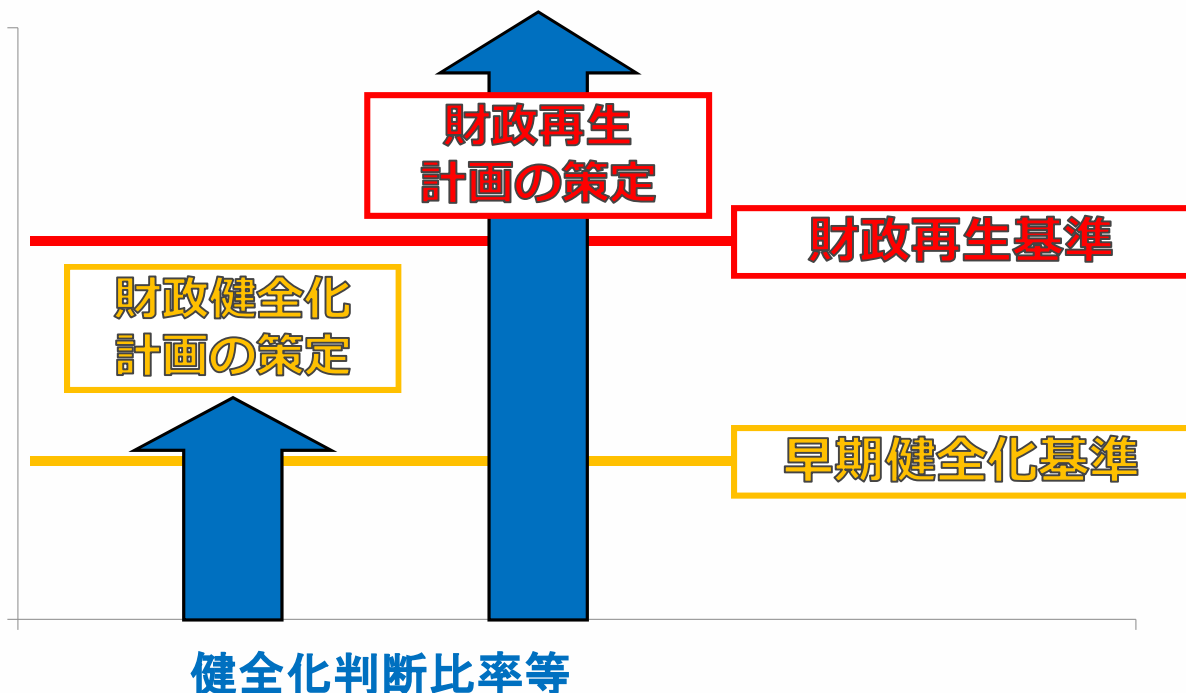 財政再生
計画の策定
財政再生基準
財政健全化
計画の策定
早期健全化基準
健全化判断比率等